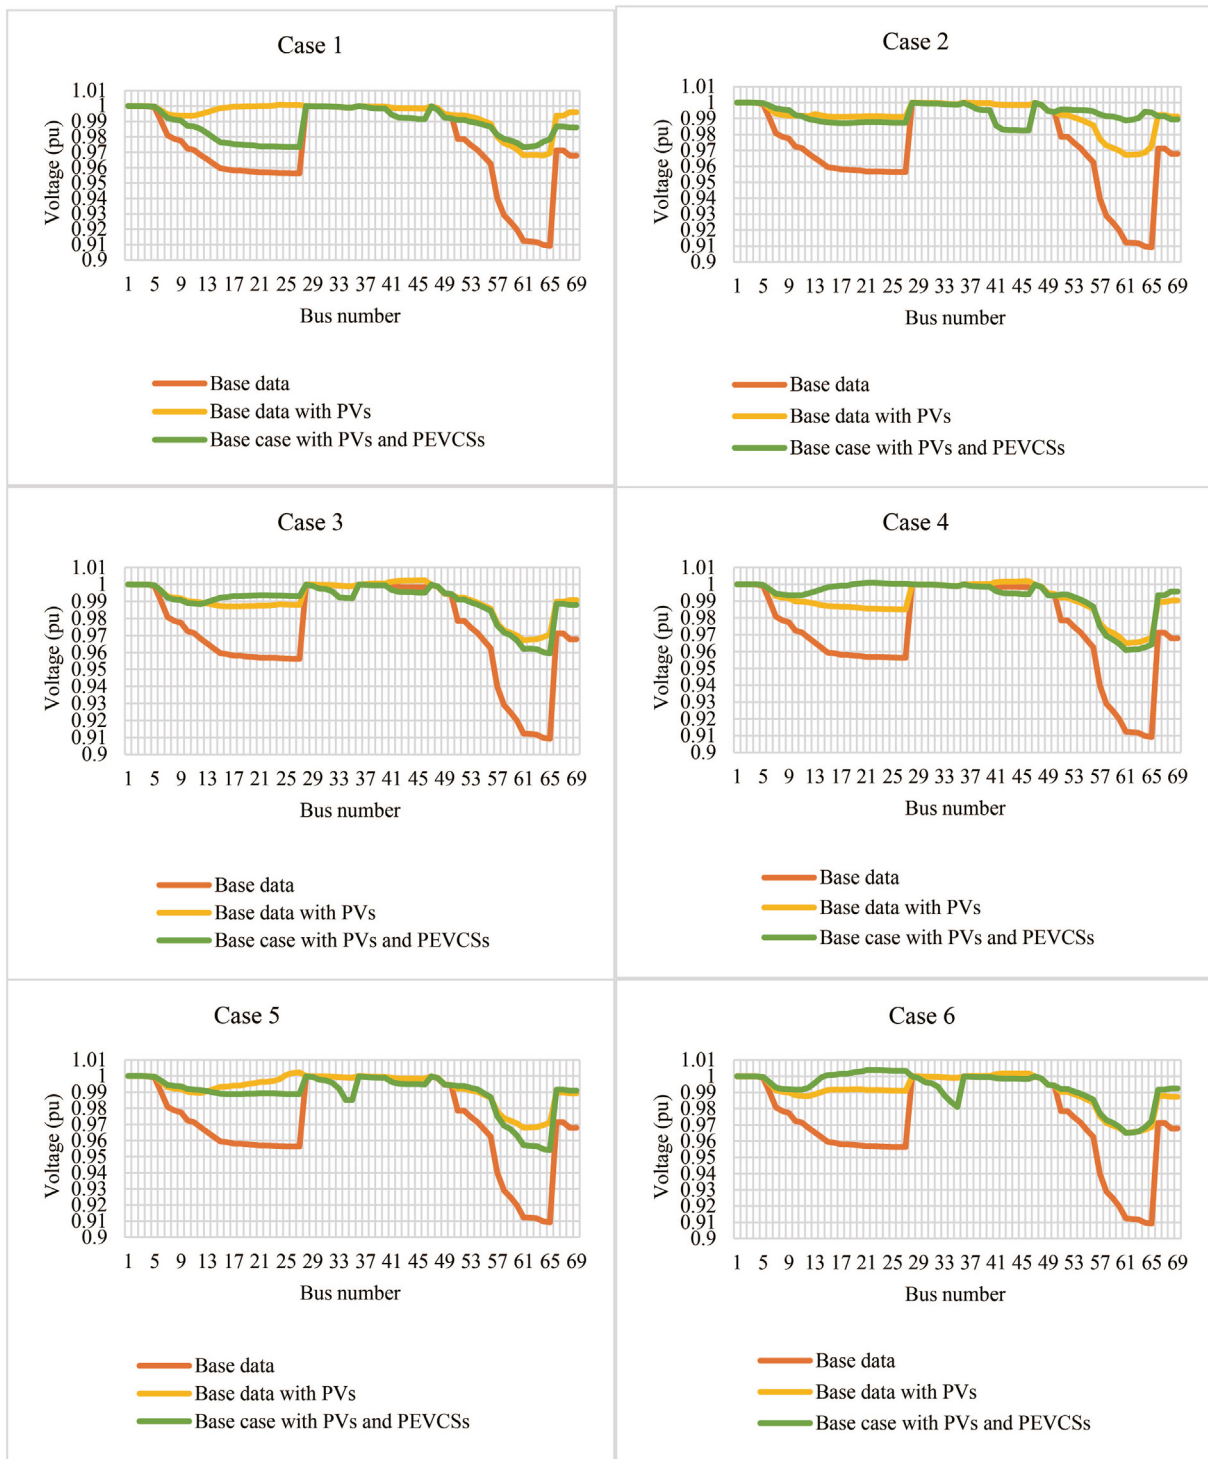 Case 1
1.01
1
0.99
0.98
0.97
0.96
0.95
0.94
0.93
0.92
0.91
0.9
Voltage (pu)
1 5 9 13 17 21 25 29 33 37 41 45 49 53 57 61 65 69
Bus number
Base data
Base data with PVs
Base case with PVs and PEVCSs
Case 2
1.01
1
0.99
0.98
0.97
0.96
0.95
0.94
0.93
0.92
0.91
0.9
Voltage (pu)
1 5 9 13 17 21 25 29 33 37 41 45 49 53 57 61 65 69
Bus number
Base data
Base data with PVs
Base case with PVs and PEVCSs
Case 3
1.01
1
0.99
0.98
0.97
0.96
0.95
0.94
0.93
0.92
0.91
0.9
Voltage (pu)
1 5 9 13 17 21 25 29 33 37 41 45 49 53 57 61 65 69
Bus number
Base data
Base data with PVs
Base case with PVs and PEVCSs
Case 4
1.01
1
0.99
0.98
0.97
0.96
0.95
0.94
0.93
0.92
0.91
0.9
Voltage (pu)
1 5 9 13 17 21 25 29 33 37 41 45 49 53 57 61 65 69
Bus number
Base data
Base data with PVs
Base case with PVs and PEVCSs
Case 5
1.01
1
0.99
0.98
0.97
0.96
0.95
0.94
0.93
0.92
0.91
0.9
Voltage (pu)
1 5 9 13 17 21 25 29 33 37 41 45 49 53 57 61 65 69
Bus number
Base data
Base data with PVs
Base case with PVs and PEVCSs
Case 6
1.01
1
0.99
0.98
0.97
0.96
0.95
0.94
0.93
0.92
0.91
0.9
Voltage (pu)
1 5 9 13 17 21 25 29 33 37 41 45 49 53 57 61 65 69
Bus number
Base data
Base data with PVs
Base case with PVs and PEVCSs